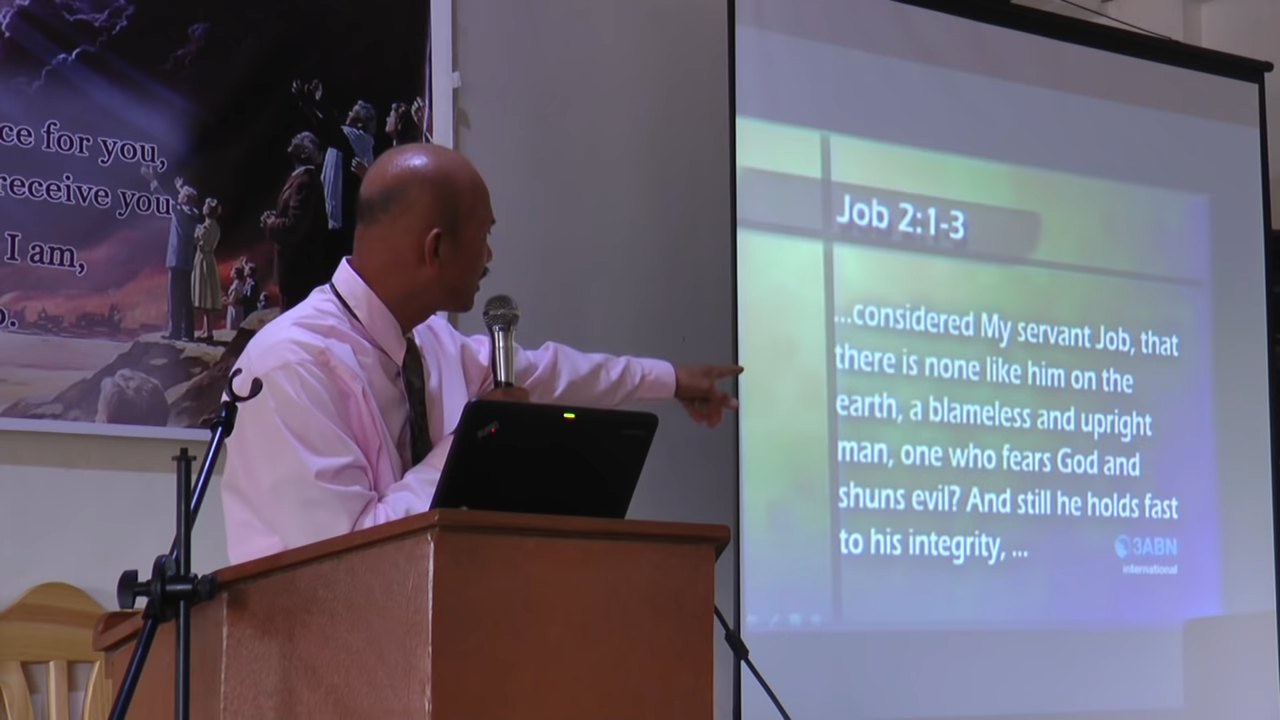 ce for you,
receive you
I am,
o.
Job 2:1-3
...considered My servant Job, that
there is none like him on the
earth, a blameless and upright
man, one who fears God and
shuns evil? And still he holds fast
to his integrity, ...
3ABN
international